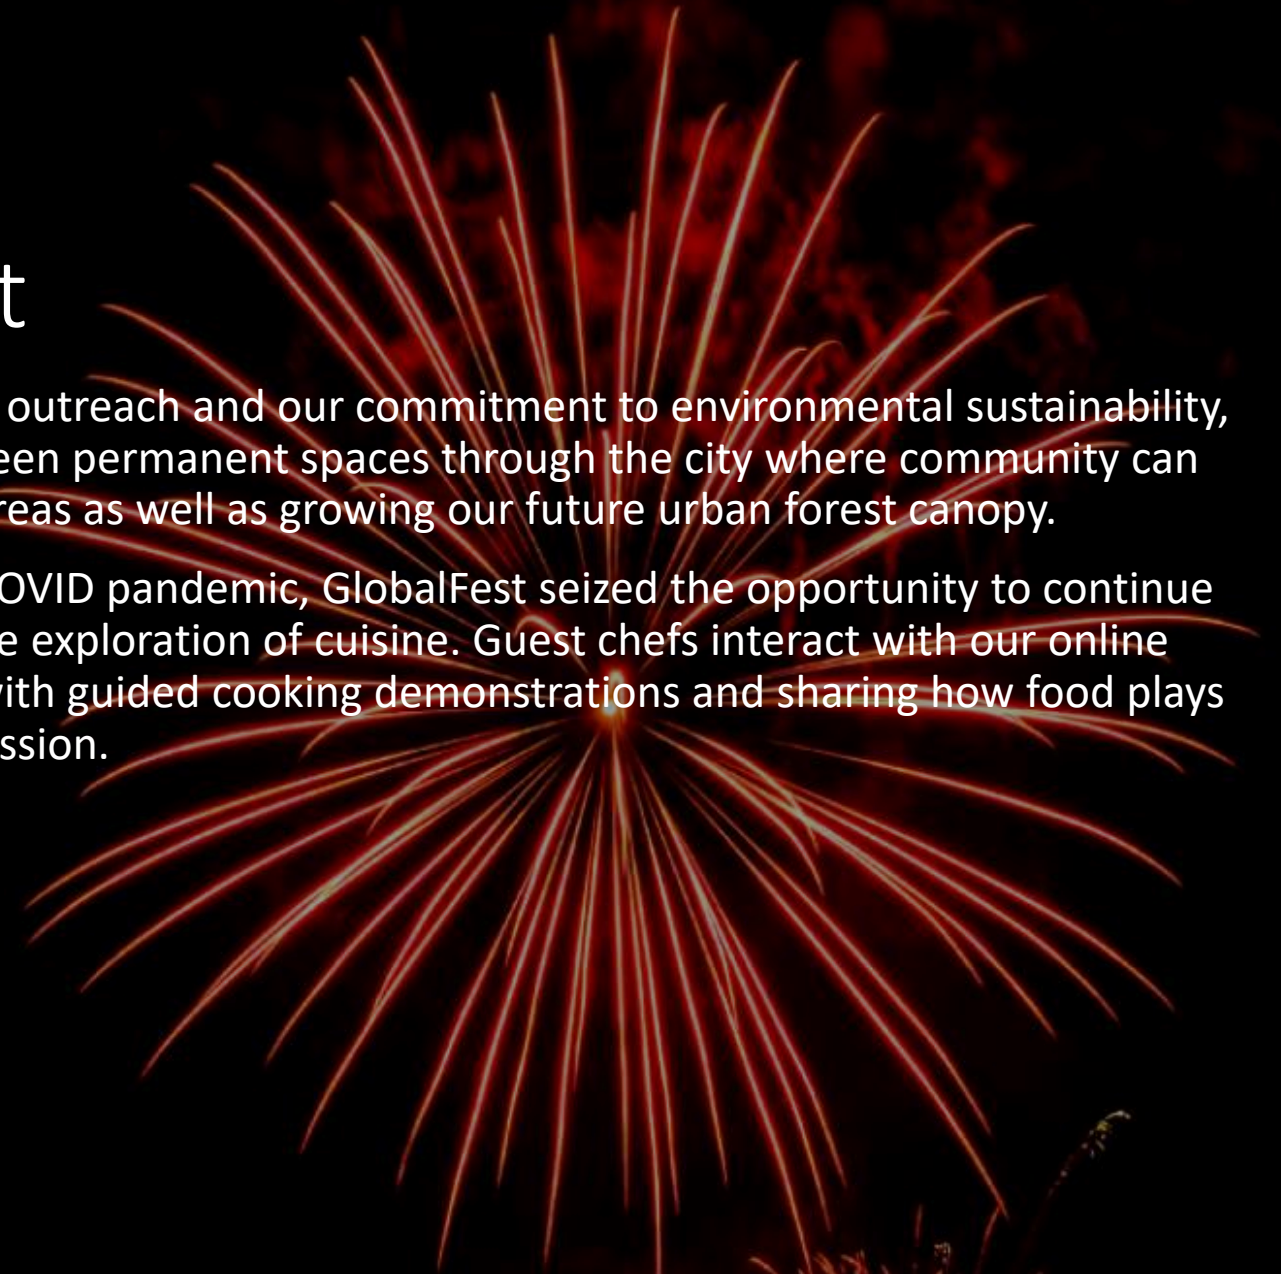 t
outreach and our commitment to environmental sustainability,
een permanent spaces through the city where community can
reas as well as growing our future urban forest canopy.
OVID pandemic, GlobalFest seized the opportunity to continue
e exploration of cuisine. Guest chefs interact with our online
with guided cooking demonstrations and sharing how food plays
ssion.